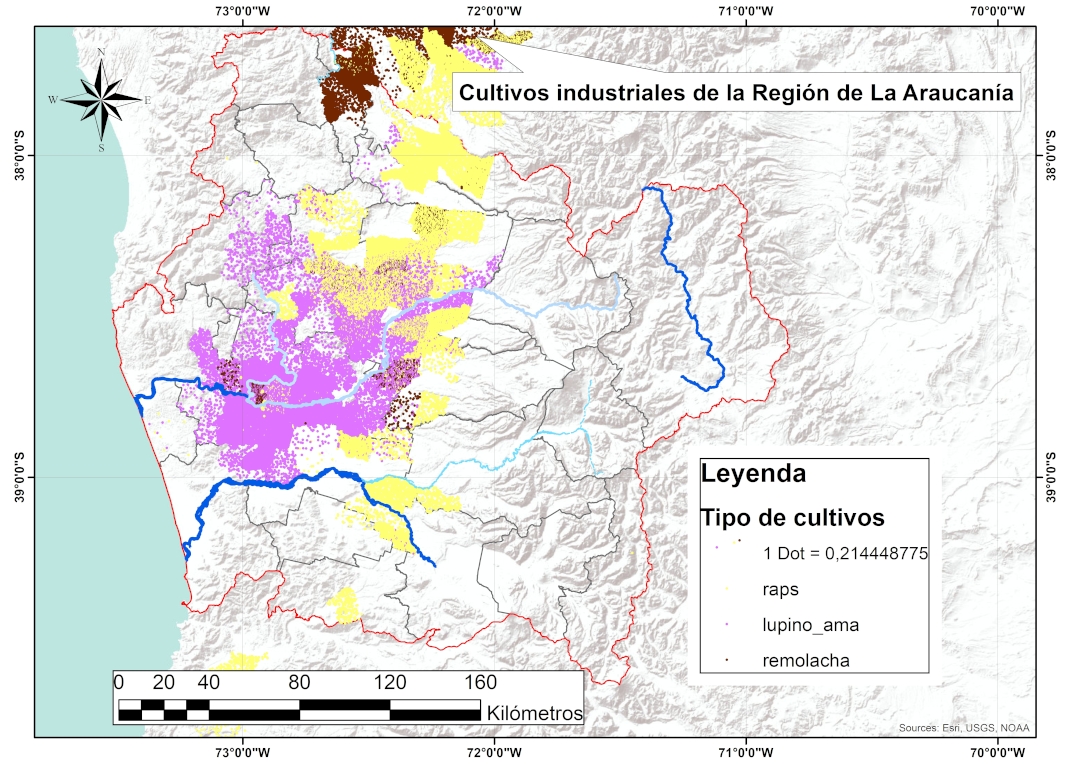 73°0'0"W 72°0'0"W 71°0'0"W 70°0'0"W
N
W E
S
Cultivos industriales de la Región de La Araucanía
38°0'0"S 38°0'0"S
39°0'0"S 39°0'0"S
Leyenda
Tipo de cultivos
1 Dot = 0,214448775
raps
lupino_ama
remolacha
0 20 40 80 120 160
Kilómetros
Sources: Esri, USGS, NOAA
73°0'0"W 72°0'0"W 71°0'0"W 70°0'0"W